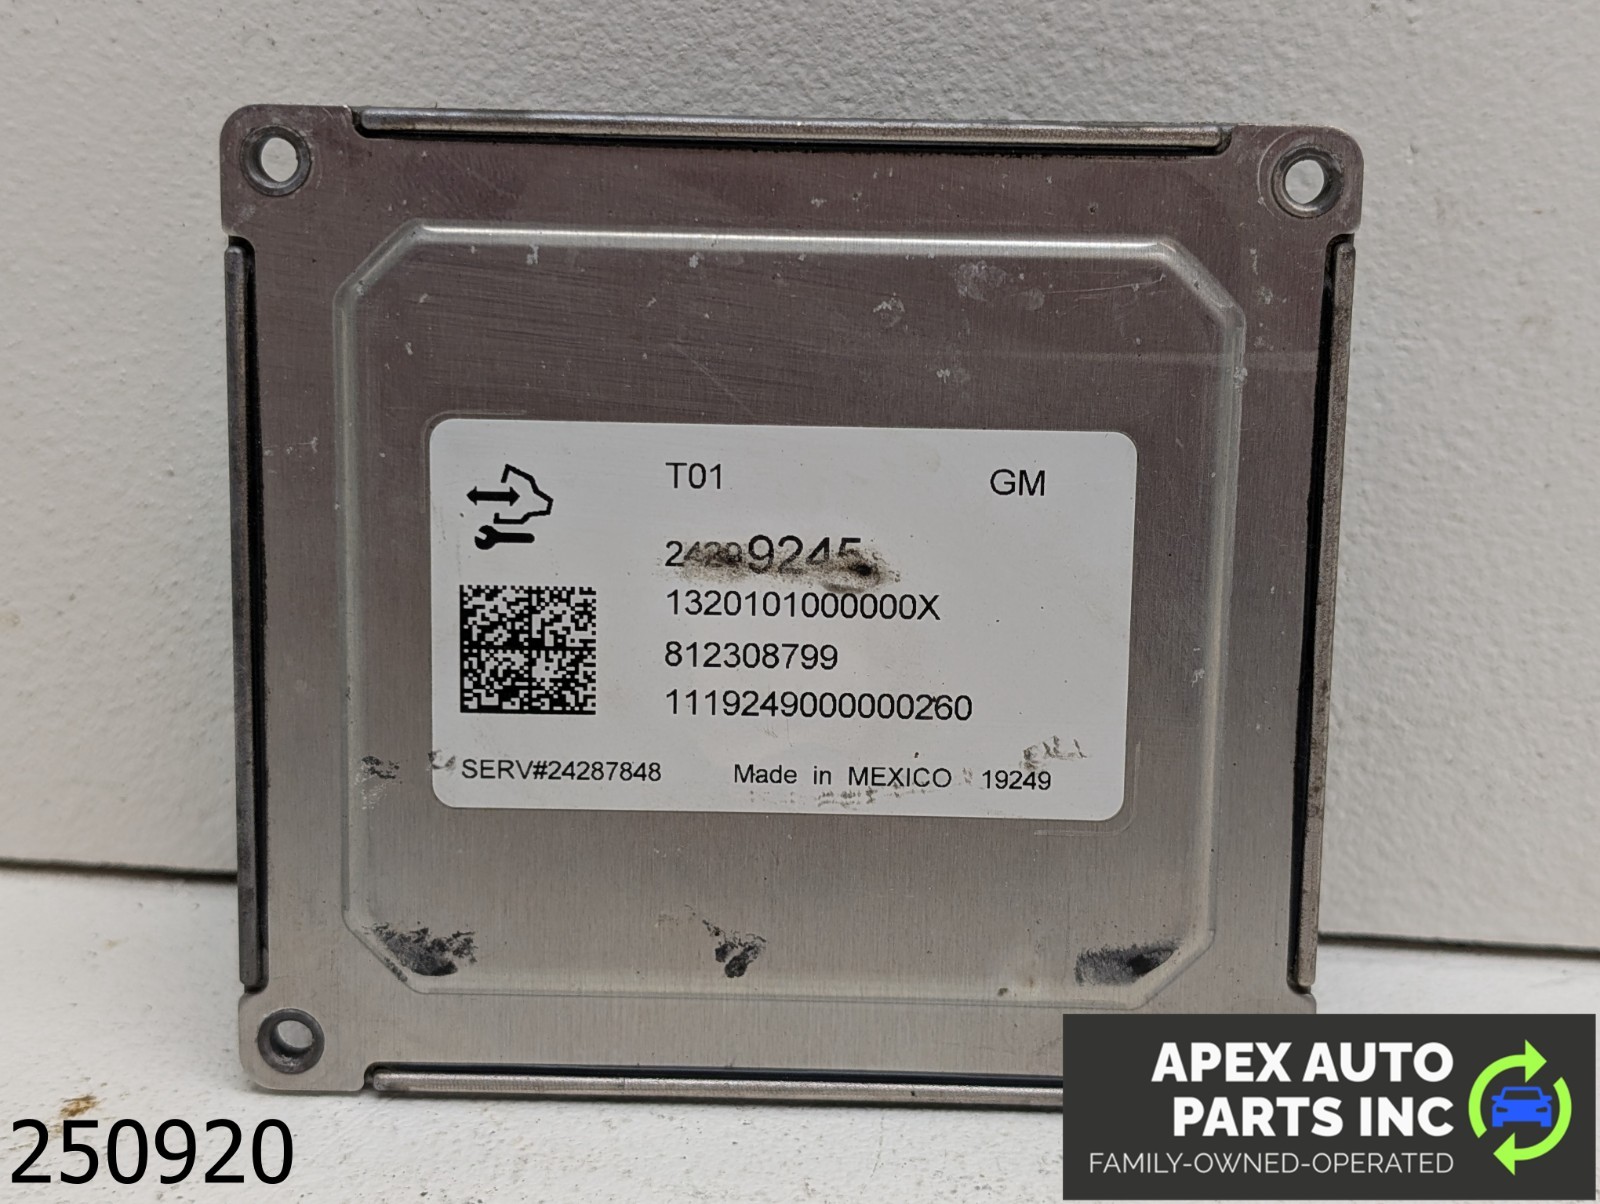 T01 GM
24299245
1320101000000X
812308799
1119249000000260
SERV#24287848 Made in MEXICO 19249
250920
APEX AUTO
PARTS INC
FAMILY-OWNED-OPERATED